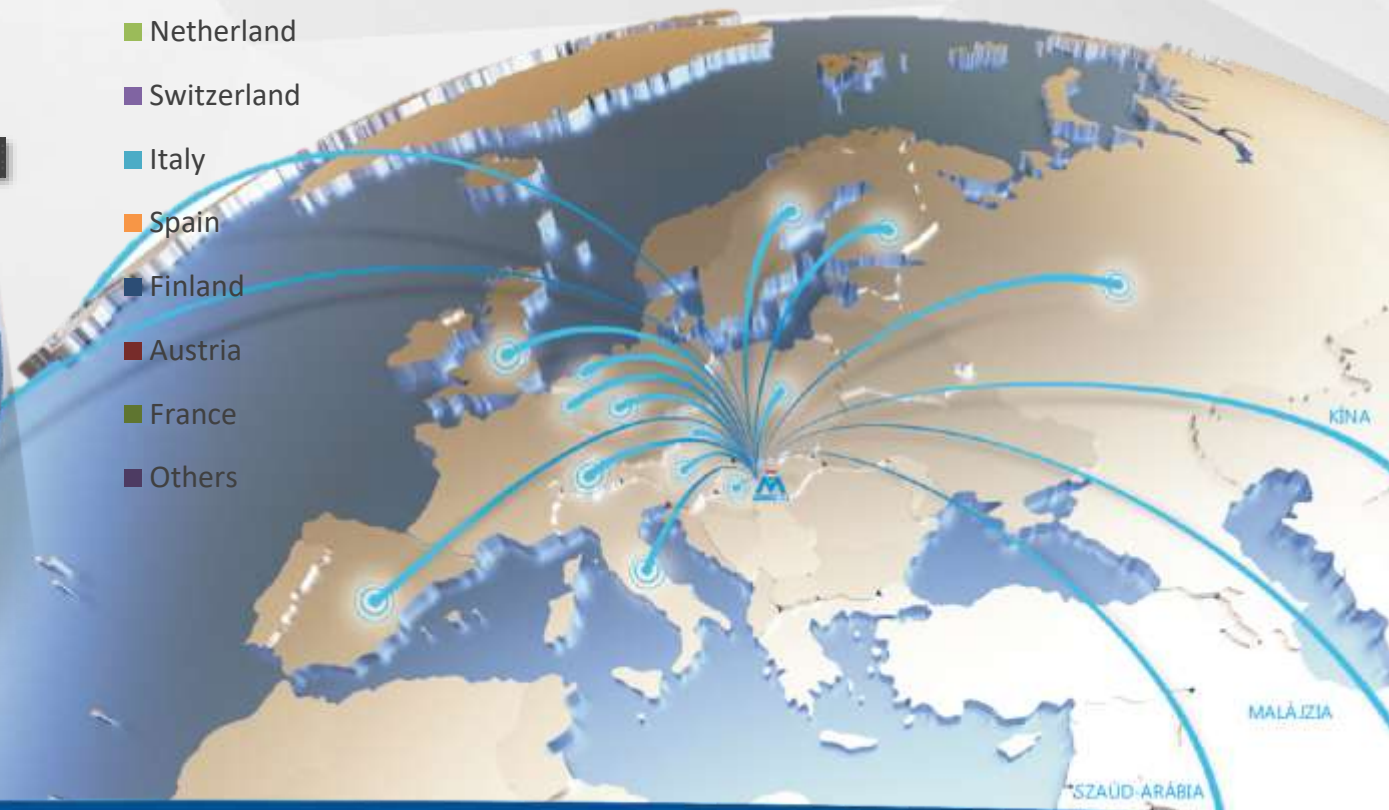 Netherland
Switzerland
Italy
Spain
Finland
Austria
France
Others
KÍNA
MALÁJZIA
SZAÚD-ARÁBIA